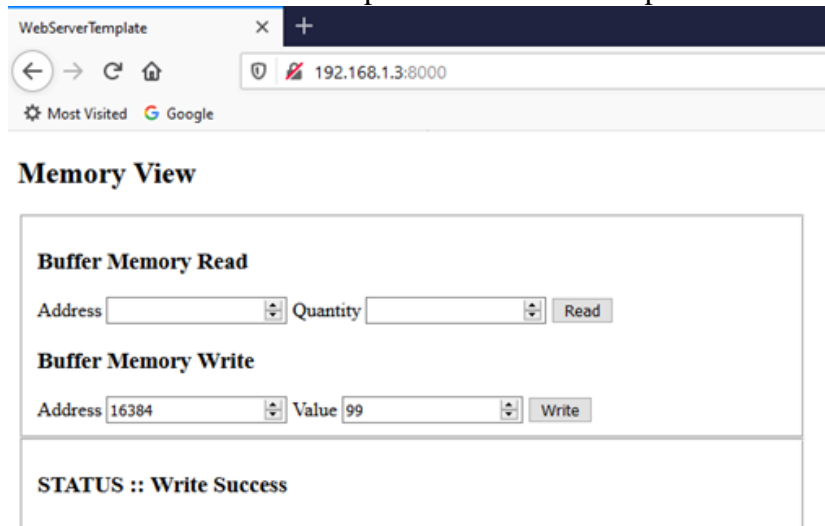 WebServerTemplate
192.168.1.3:8000
Most Visited Google
Memory View
Buffer Memory Read
Address Quantity Read
Buffer Memory Write
Address 16384 Value 99 Write
STATUS :: Write Success